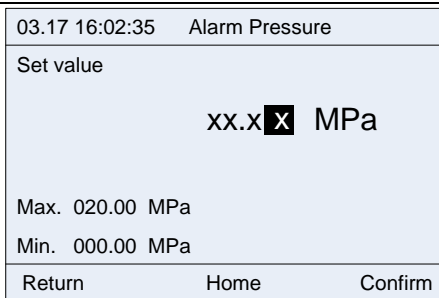 03.17 16:02:35 Alarm Pressure
Set value
xx.xx MPa
Max. 020.00 MPa
Min. 000.00 MPa
Return Home Confirm